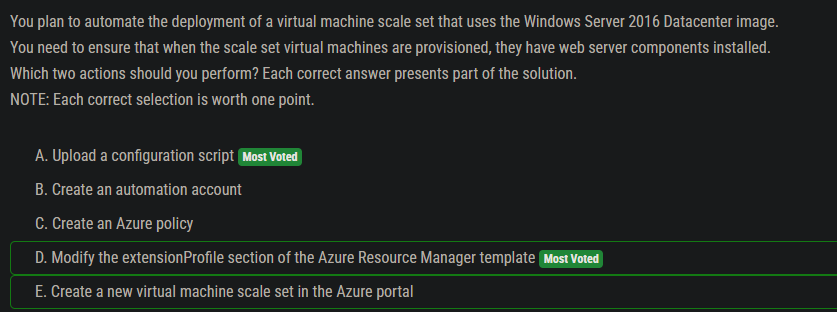 You plan to automate the deployment of a virtual machine scale set that uses the Windows Server 2016 Datacenter image.
You need to ensure that when the scale set virtual machines are provisioned, they have web server components installed.
Which two actions should you perform? Each correct answer presents part of the solution.
NOTE: Each correct selection is worth one point.
A. Upload a configuration script Most Voted
B. Create an automation account
C. Create an Azure policy
D. Modify the extensionProfile section of the Azure Resource Manager template Most Voted
E. Create a new virtual machine scale set in the Azure portal